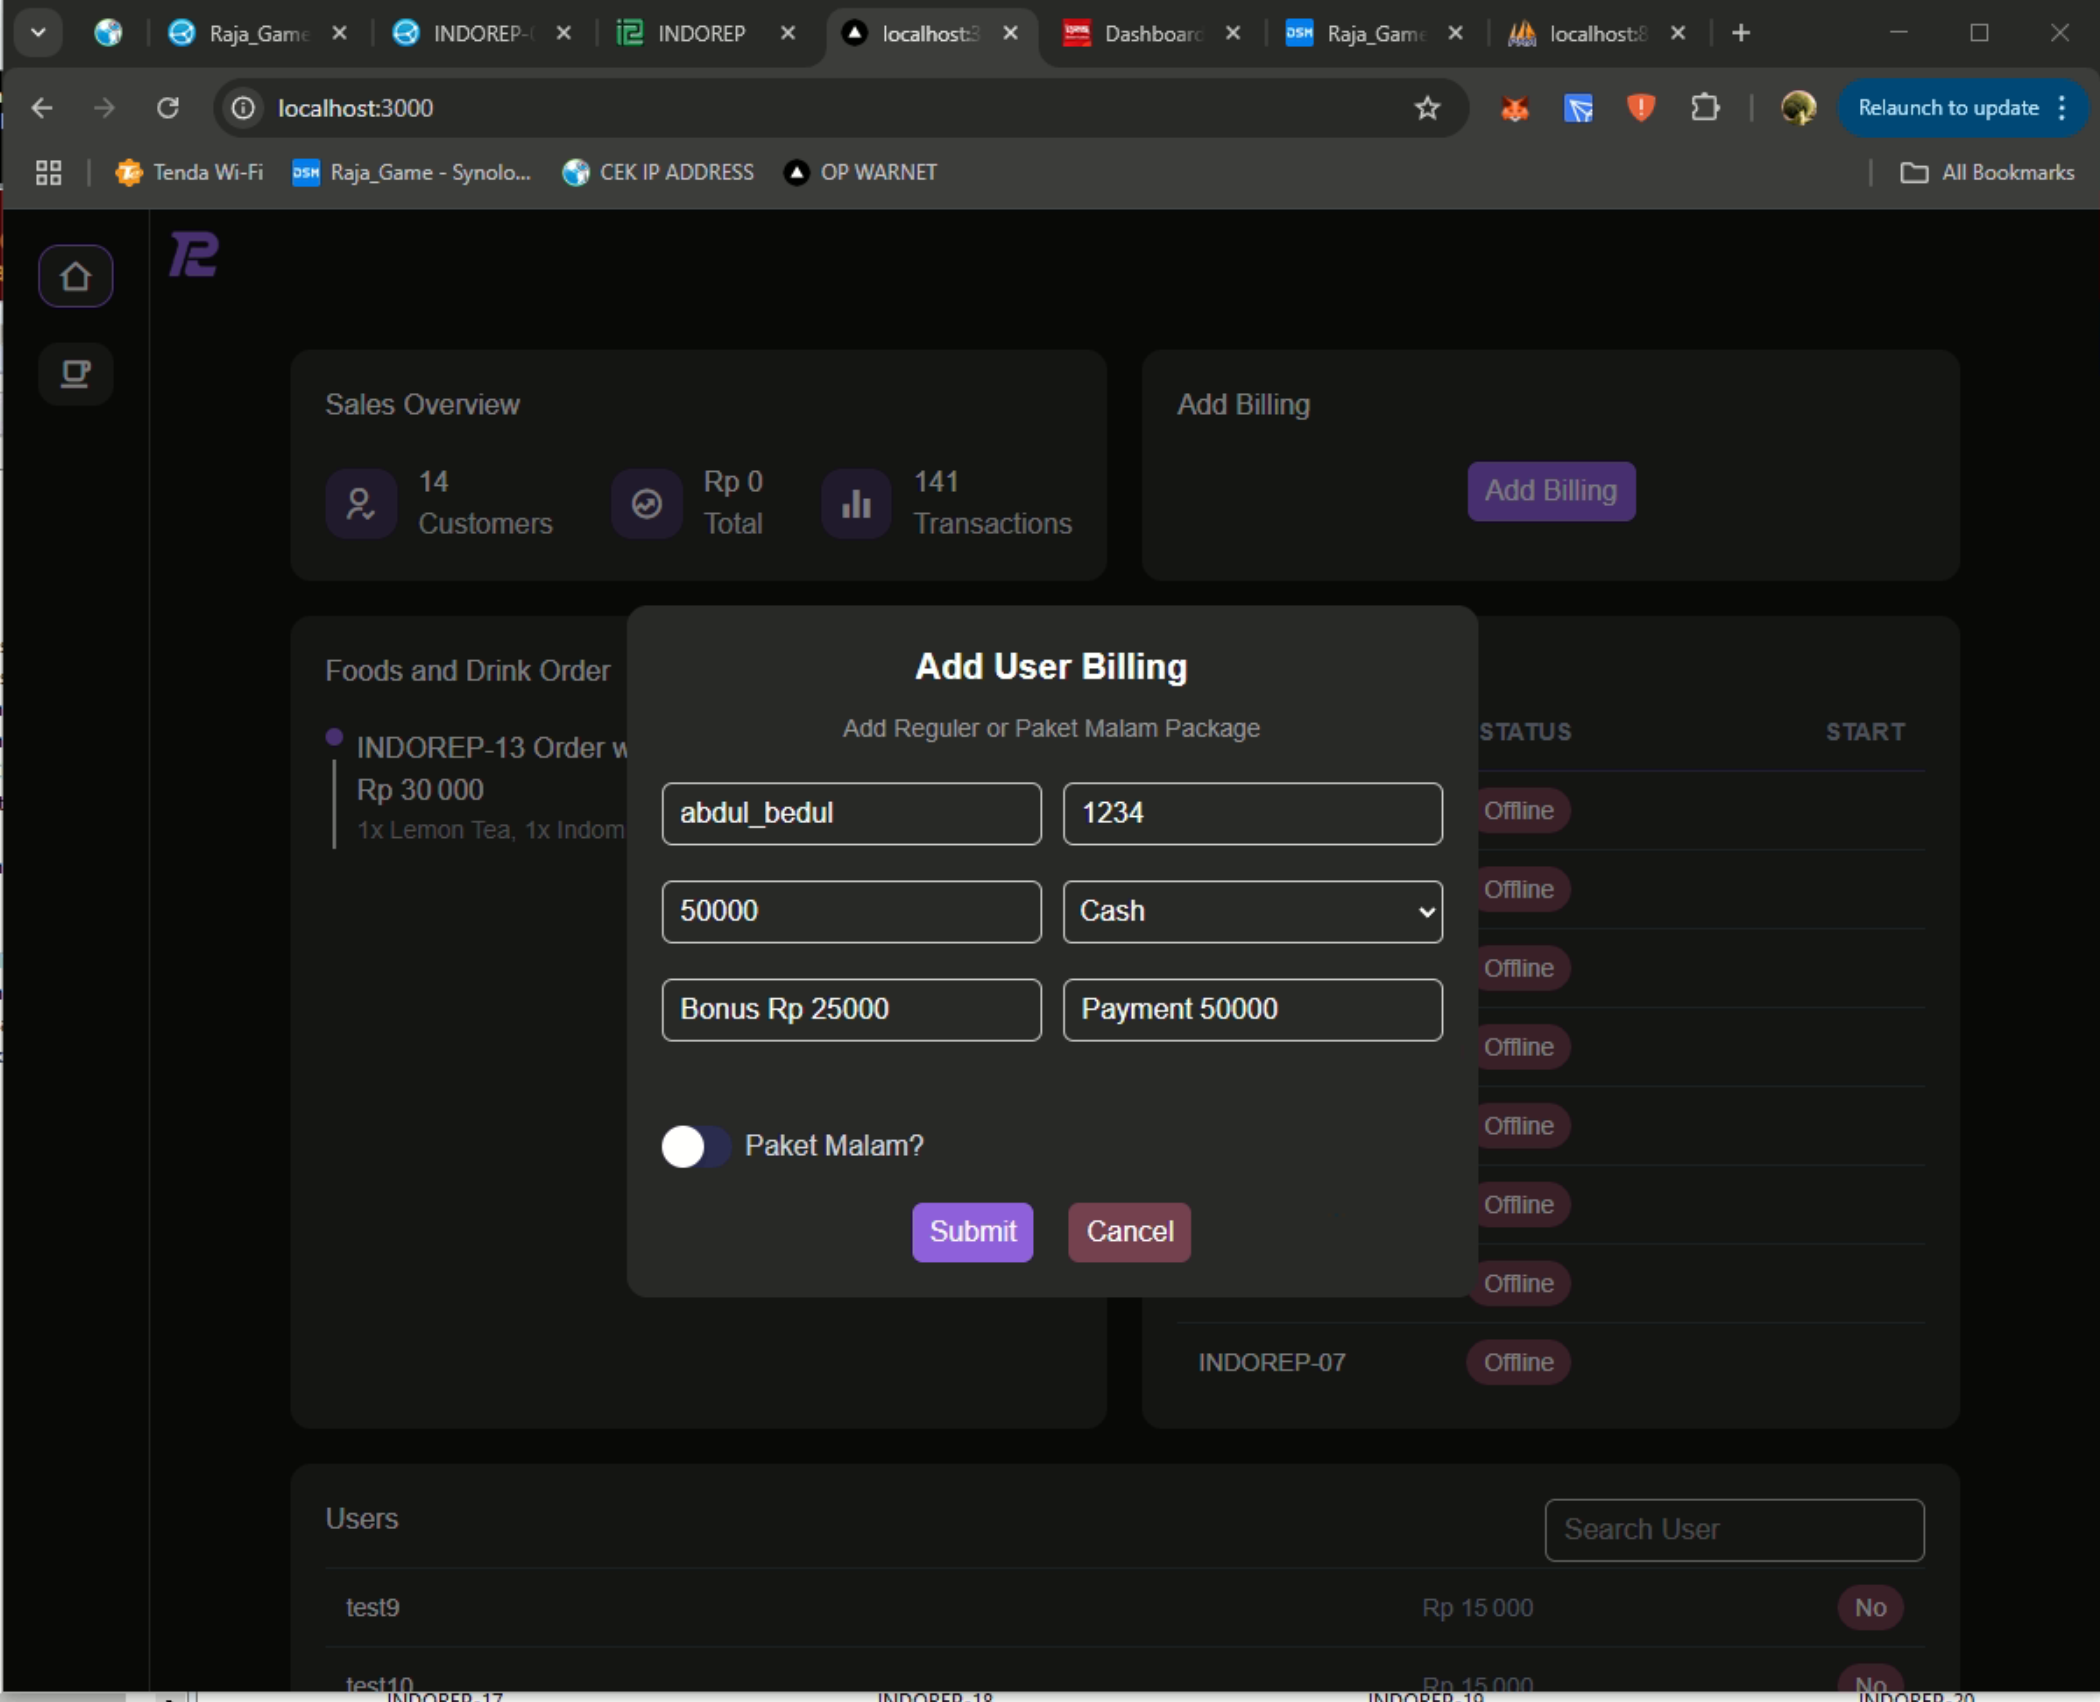 Raja_Game
INDOREP-
INDOREP
localhost:3
Dashboard
Raja_Game
localhost:8
localhost:3000
Relaunch to update
Tenda Wi-Fi
Raja_Game - Synolo...
CEK IP ADDRESS
OP WARNET
All Bookmarks
Sales Overview
14
Customers
Rp 0
Total
141
Transactions
Add Billing
Add Billing
Foods and Drink Order
INDOREP-13 Order
Rp 30 000
1x Lemon Tea, 1x Indom
Add User Billing
Add Reguler or Paket Malam Package
abdul_bedul
1234
50000
Cash
Bonus Rp 25000
Payment 50000
Paket Malam?
Submit
Cancel
STATUS
START
Offline
Offline
Offline
Offline
Offline
Offline
Offline
INDOREP-07
Offline
Users
Search User
test9
Rp 15 000
No
test10
Rp 15 000
No
INDOREP-17
INDOREP-18
INDOREP-19
INDOREP-20